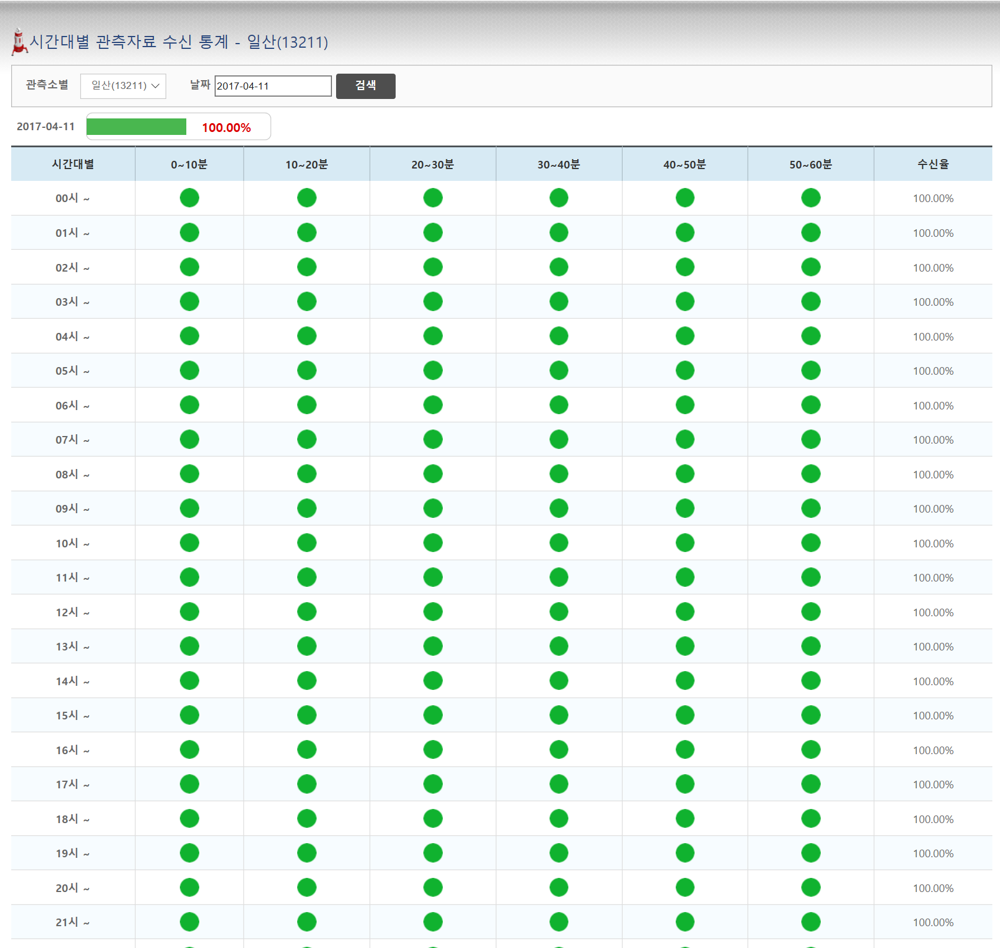 시간대별 관측자료 수신 통계 - 일산(13211)
관측소별 일산(13211) 날짜 2017-04-11 검색
2017-04-11 100.00%
시간대별 0~10분 10~20분 20~30분 30~40분 40~50분 50~60분 수신율
00시 ~ 100.00%
01시 ~ 100.00%
02시 ~ 100.00%
03시 ~ 100.00%
04시 ~ 100.00%
05시 ~ 100.00%
06시 ~ 100.00%
07시 ~ 100.00%
08시 ~ 100.00%
09시 ~ 100.00%
10시 ~ 100.00%
11시 ~ 100.00%
12시 ~ 100.00%
13시 ~ 100.00%
14시 ~ 100.00%
15시 ~ 100.00%
16시 ~ 100.00%
17시 ~ 100.00%
18시 ~ 100.00%
19시 ~ 100.00%
20시 ~ 100.00%
21시 ~ 100.00%